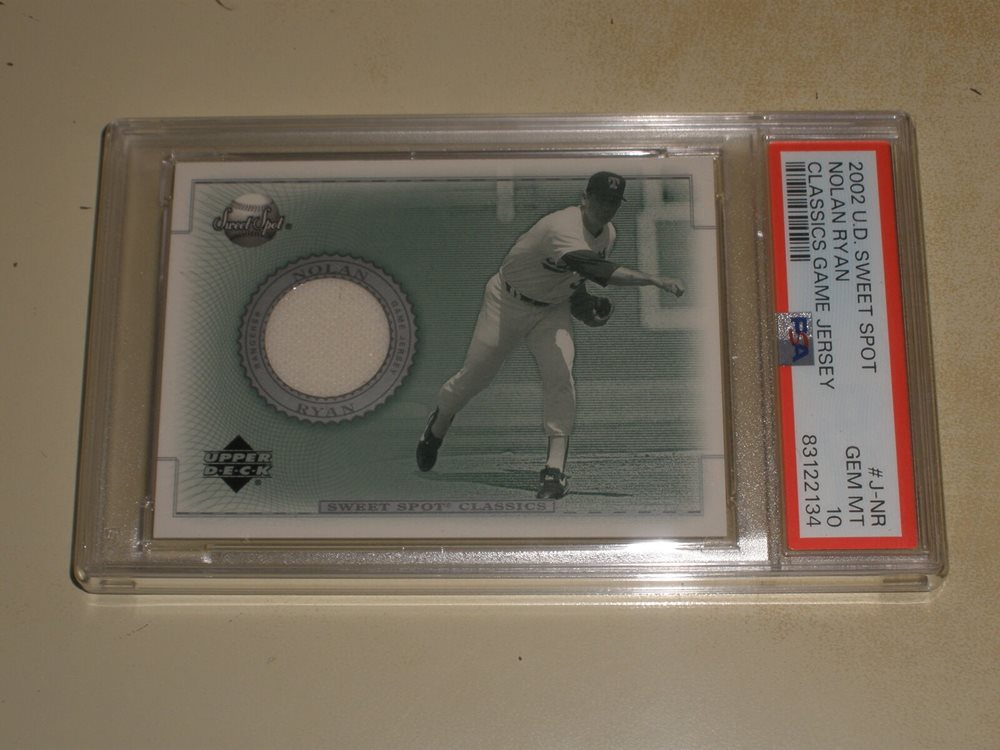 Sweet Spot®
NOLAN
GAME JERSEY
RYAN
UPPER
D·E·C·K
SWEET SPOT® CLASSICS
T
2002 U.D. SWEET SPOT
#J-NR
NOLAN RYAN
GEM MT
CLASSICS GAME JERSEY
10
PSA
83122134